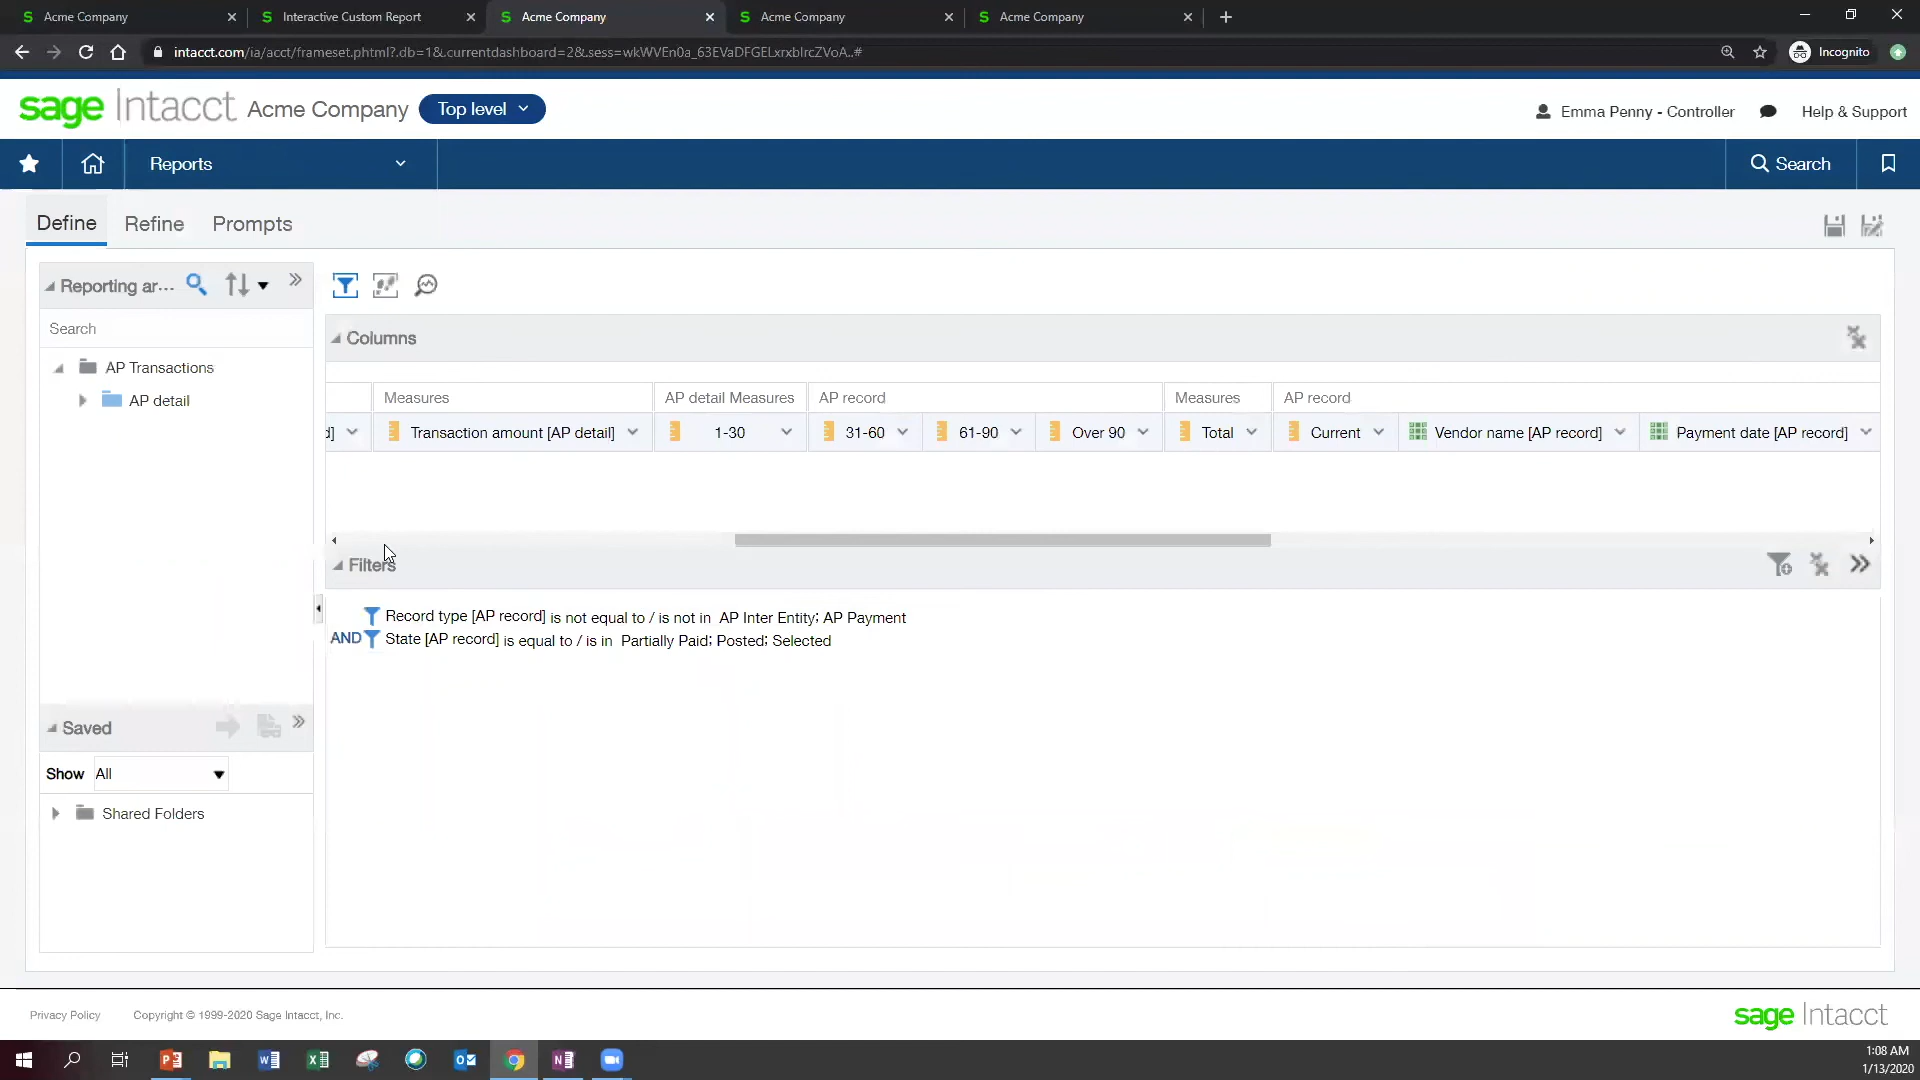 Acme Company
Interactive Custom Report
Acme Company
Acme Company
Acme Company
intacct.com/ia/acct/frameset.phtml?.db=1&.currentdashboard=2&.sess=wkWVEn0a_63EVaDFGELxrxblrcZVoA..#
Incognito
sage Intacct Acme Company Top level
Emma Penny - Controller
Help & Support
Reports
Search
Define
Refine
Prompts
Reporting ar...
Search
AP Transactions
AP detail
Columns
Measures
AP detail Measures
AP record
Measures
AP record
Transaction amount [AP detail]
1-30
31-60
61-90
Over 90
Total
Current
Vendor name [AP record]
Payment date [AP record]
Filters
Record type [AP record] is not equal to / is not in AP Inter Entity; AP Payment
AND State [AP record] is equal to / is in Partially Paid; Posted; Selected
Saved
Show All
Shared Folders
Privacy Policy
Copyright © 1999-2020 Sage Intacct, Inc.
sage Intacct
1:08 AM
1/13/2020